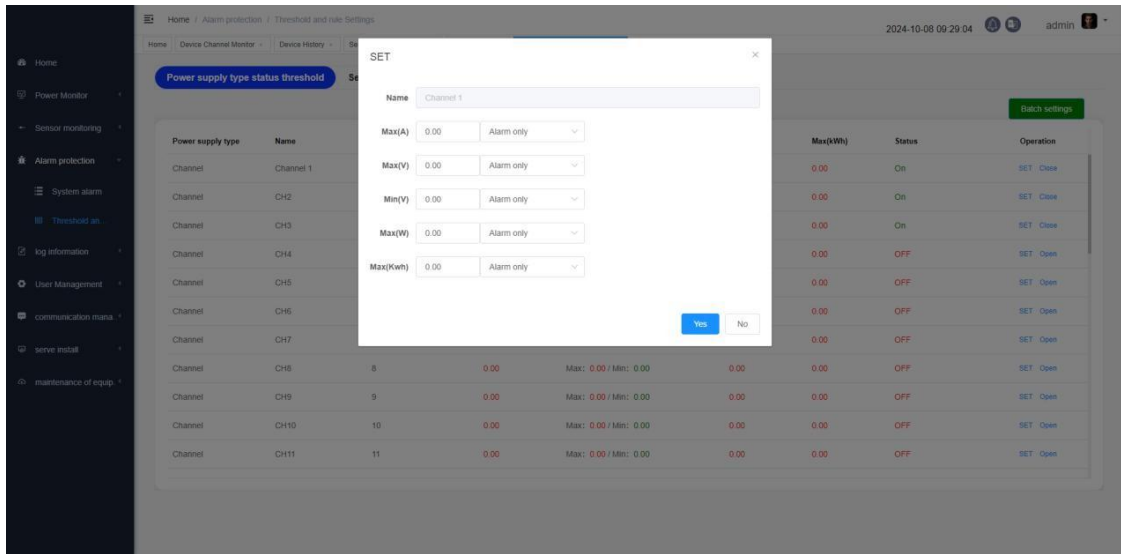 Home / Alarm protection / Threshold and rule Settings
2024-10-08 09:29:04
admin
Home
Device Channel Monitor
Device History
Se
Home
Power Monitor
Sensor monitoring
Alarm protection
System alarm
Threshold an...
log information
User Management
communication mana
serve install
maintenance of equip.
Power supply type status threshold
Se
Batch settings
SET
Name Channel 1
Max(A) 0.00 Alarm only
Max(V) 0.00 Alarm only
Min(V) 0.00 Alarm only
Max(W) 0.00 Alarm only
Max(Kwh) 0.00 Alarm only
Yes No
Power supply type Name Max(kWh) Status Operation
Channel Channel 1 0.00 On SET Close
Channel CH2 0.00 On SET Close
Channel CH3 0.00 On SET Close
Channel CH4 0.00 OFF SET Open
Channel CH5 0.00 OFF SET Open
Channel CH6 0.00 OFF SET Open
Channel CH7 0.00 OFF SET Open
Channel CH8 8 0.00 Max: 0.00 / Min: 0.00 0.00 0.00 OFF SET Open
Channel CH9 9 0.00 Max: 0.00 / Min: 0.00 0.00 0.00 OFF SET Open
Channel CH10 10 0.00 Max: 0.00 / Min: 0.00 0.00 0.00 OFF SET Open
Channel CH11 11 0.00 Max: 0.00 / Min: 0.00 0.00 0.00 OFF SET Open